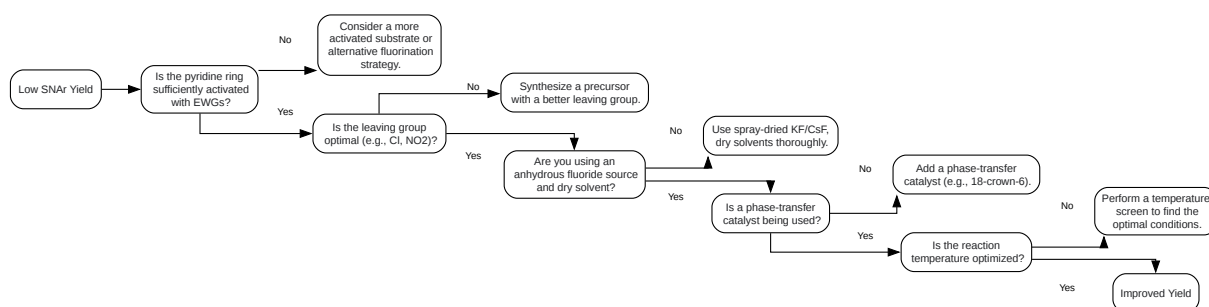 Low SNAr Yield
Is the pyridine ring
sufficiently activated
with EWGs?
No
Consider a more
activated substrate or
alternative fluorination
strategy.
Yes
Is the leaving group
optimal (e.g., Cl, NO2)?
No
Synthesize a precursor
with a better leaving group.
Yes
Are you using an
anhydrous fluoride source
and dry solvent?
No
Use spray-dried KF/CsF,
dry solvents thoroughly.
Yes
Is a phase-transfer
catalyst being used?
No
Add a phase-transfer
catalyst (e.g., 18-crown-6).
Yes
Is the reaction
temperature optimized?
No
Perform a temperature
screen to find the
optimal conditions.
Yes
Improved Yield